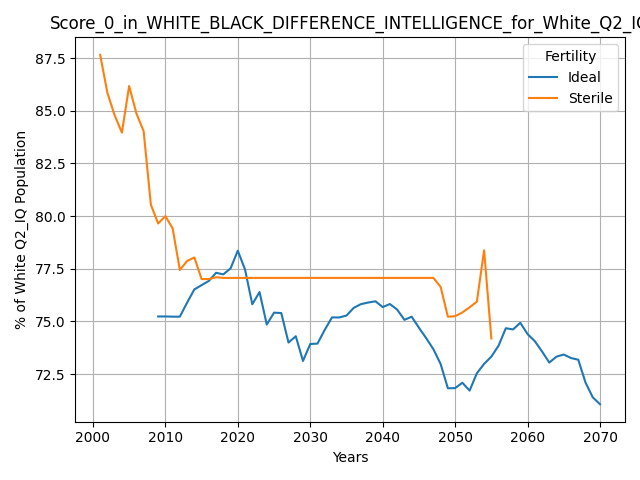 Score_0_in_WHITE_BLACK_DIFFERENCE_INTELLIGENCE_for_White_Q2_IQ
Fertility
Ideal
Sterile
% of White Q2_IQ Population
87.5
85.0
82.5
80.0
77.5
75.0
72.5
2000 2010 2020 2030 2040 2050 2060 2070
Years